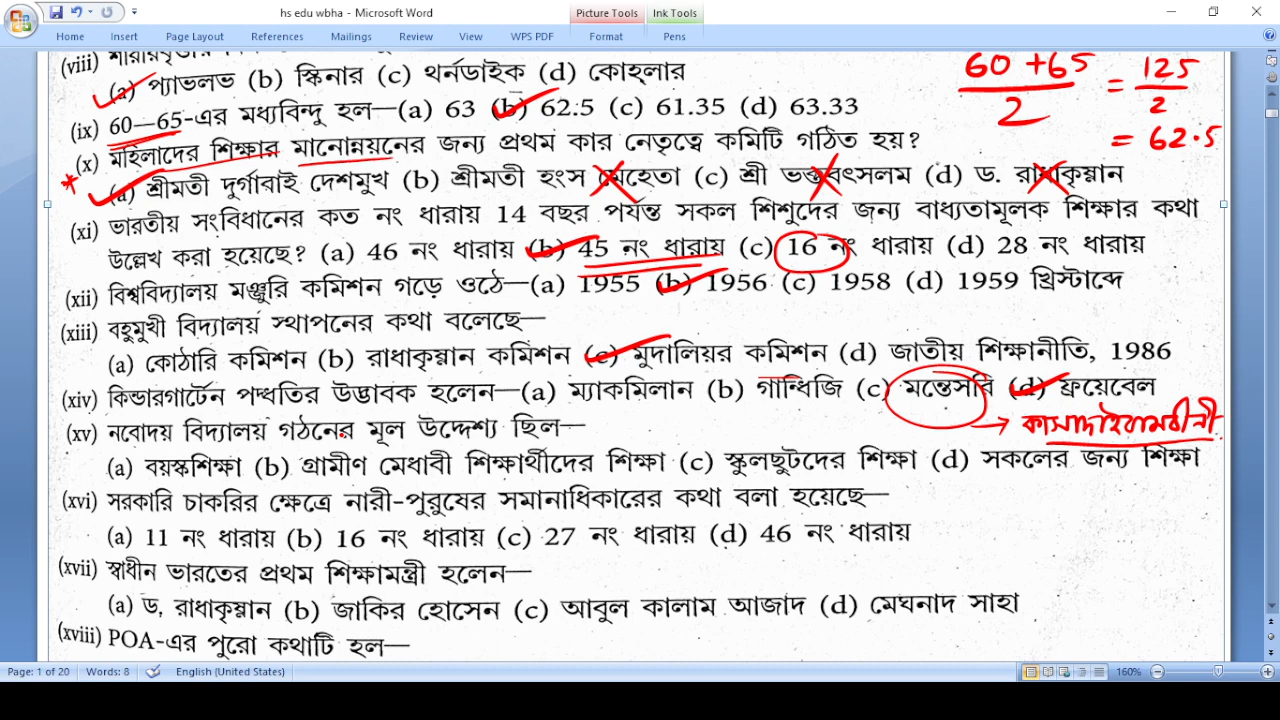 hs edu wbha - Microsoft Word
Picture Tools
Ink Tools
Home Insert Page Layout References Mailings Review View WPS PDF Format Pens
(viii)
(a) প্যাভলভ (b) স্কিনার (c) থর্নডাইক (d) কোহ্‌লার
60 +65 / 2 = 125 / 2
(ix) 60—65-এর মধ্যবিন্দু হল—(a) 63 (b) 62.5 (c) 61.35 (d) 63.33
= 62.5
(x) মহিলাদের শিক্ষার মানোন্নয়নের জন্য প্রথম কার নেতৃত্বে কমিটি গঠিত হয়?
* (a) শ্রীমতী দুর্গাবাই দেশমুখ (b) শ্রীমতী হংস মেহেতা (c) শ্রী ভক্তবৎসলম (d) ড. রাধাকৃষ্ণান
(xi) ভারতীয় সংবিধানের কত নং ধারায় 14 বছর পর্যন্ত সকল শিশুদের জন্য বাধ্যতামূলক শিক্ষার কথা
উল্লেখ করা হয়েছে? (a) 46 নং ধারায় (b) 45 নং ধারায় (c) 16 নং ধারায় (d) 28 নং ধারায়
(xii) বিশ্ববিদ্যালয় মঞ্জুরি কমিশন গড়ে ওঠে—(a) 1955 (b) 1956 (c) 1958 (d) 1959 খ্রিস্টাব্দে
(xiii) বহুমুখী বিদ্যালয় স্থাপনের কথা বলেছে—
(a) কোঠারি কমিশন (b) রাধাকৃষ্ণান কমিশন (c) মুদালিয়র কমিশন (d) জাতীয় শিক্ষানীতি, 1986
(xiv) কিন্ডারগার্টেন পদ্ধতির উদ্ভাবক হলেন—(a) ম্যাকমিলান (b) গান্ধিজি (c) মন্তেসরি (d) ফ্রয়েবেল
(xv) নবোদয় বিদ্যালয় গঠনের মূল উদ্দেশ্য ছিল—
(a) বয়স্কশিক্ষা (b) গ্রামীণ মেধাবী শিক্ষার্থীদের শিক্ষা (c) স্কুলছুটদের শিক্ষা (d) সকলের জন্য শিক্ষা
(xvi) সরকারি চাকরির ক্ষেত্রে নারী-পুরুষের সমানাধিকারের কথা বলা হয়েছে—
(a) 11 নং ধারায় (b) 16 নং ধারায় (c) 27 নং ধারায় (d) 46 নং ধারায়
(xvii) স্বাধীন ভারতের প্রথম শিক্ষামন্ত্রী হলেন—
(a) ড, রাধাকৃষ্ণান (b) জাকির হোসেন (c) আবুল কালাম আজাদ (d) মেঘনাদ সাহা
(xviii) POA-এর পুরো কথাটি হল—
Page: 1 of 20 Words: 8 English (United States) 160%